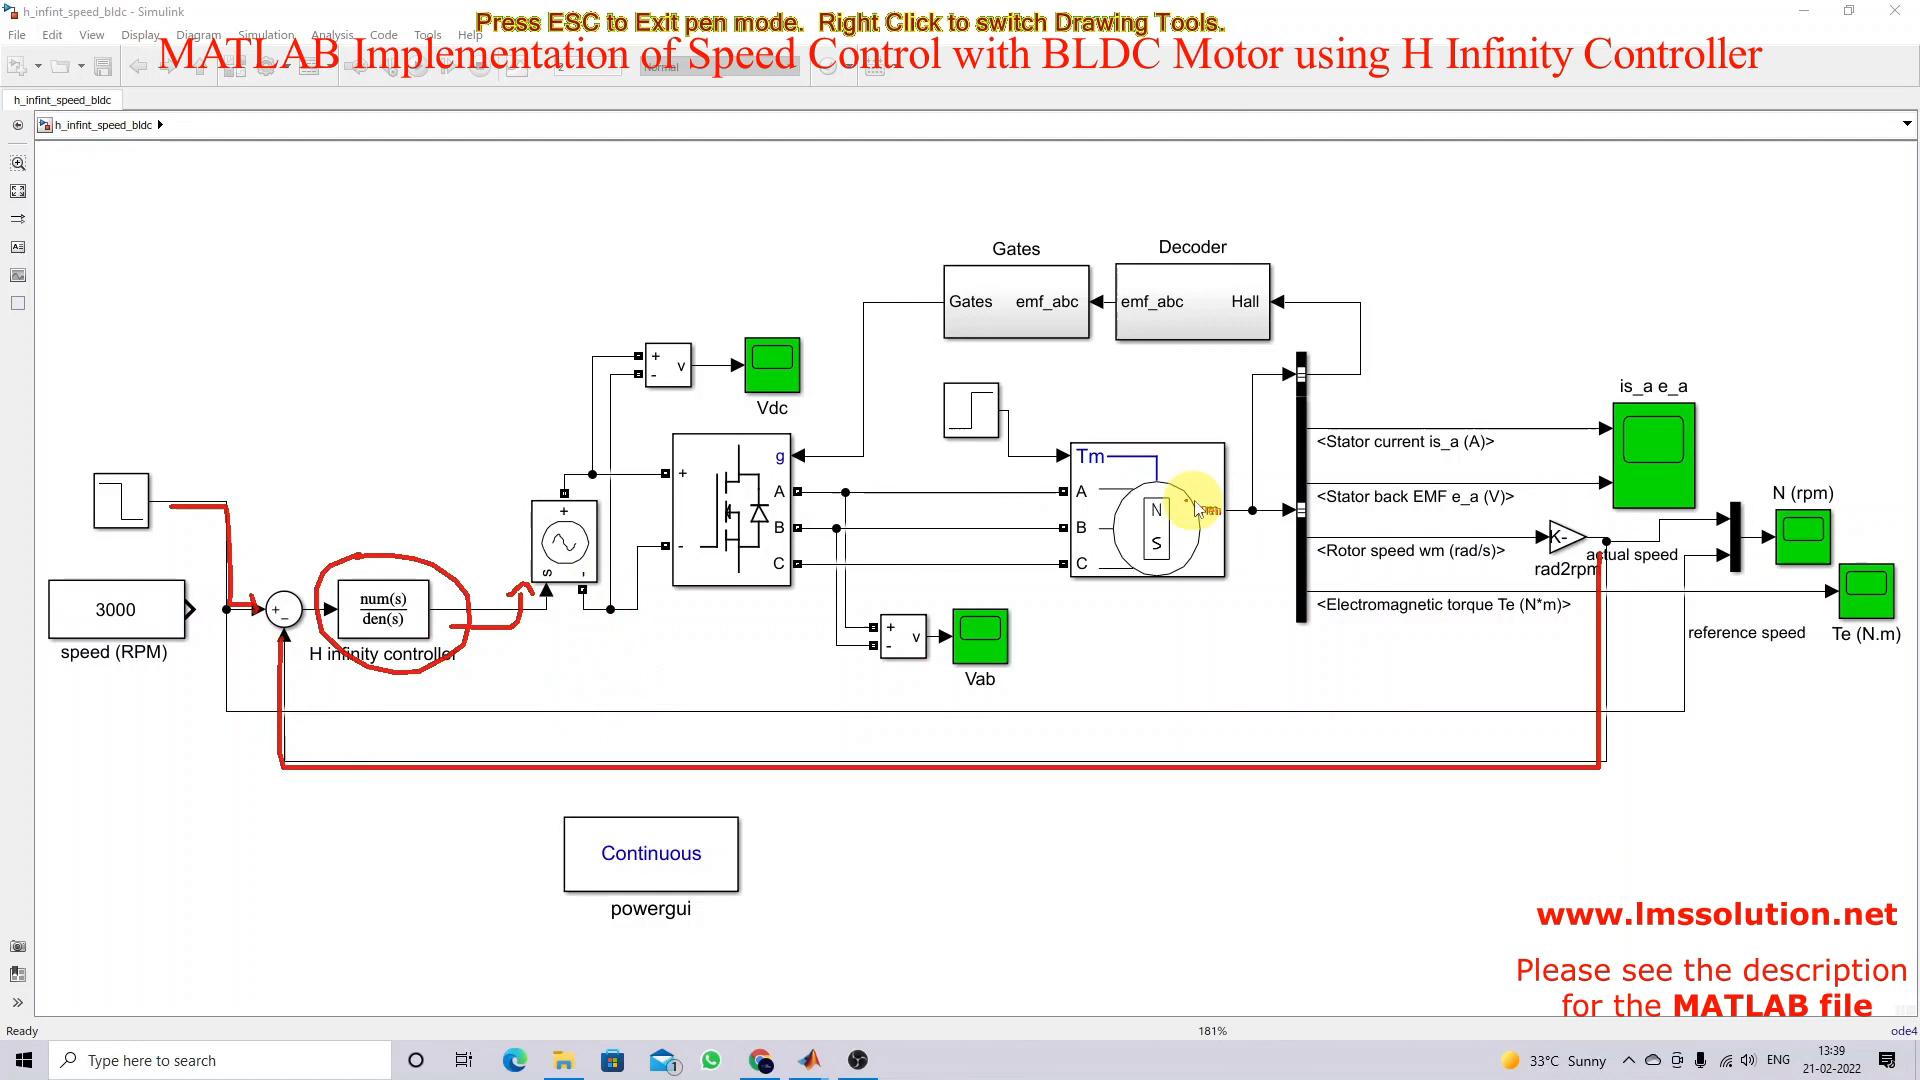 h_infint_speed_bldc - Simulink
Press ESC to Exit pen mode. Right Click to switch Drawing Tools.
File Edit View Display Diagram Simulation Analysis Code Tools Help
MATLAB Implementation of Speed Control with BLDC Motor using H Infinity Controller
Normal
h_infint_speed_bldc
h_infint_speed_bldc
Gates
Decoder
Gates emf_abc
emf_abc Hall
+
-
v
Vdc
is_a e_a
g
Tm
<Stator current is_a (A)>
+
A
A
<Stator back EMF e_a (V)>
N (rpm)
+
s
-
B
B
N
S
K-
<Rotor speed wm (rad/s)>
actual speed
rad2rpm
-
C
C
<Electromagnetic torque Te (N*m)>
3000
speed (RPM)
+
-
num(s)
den(s)
H infinity controller
+
-
v
Vab
reference speed
Te (N.m)
Continuous
powergui
www.lmssolution.net
Please see the description
for the MATLAB file
Ready
181%
ode4
Type here to search
1
33°C Sunny
ENG
13:39
21-02-2022